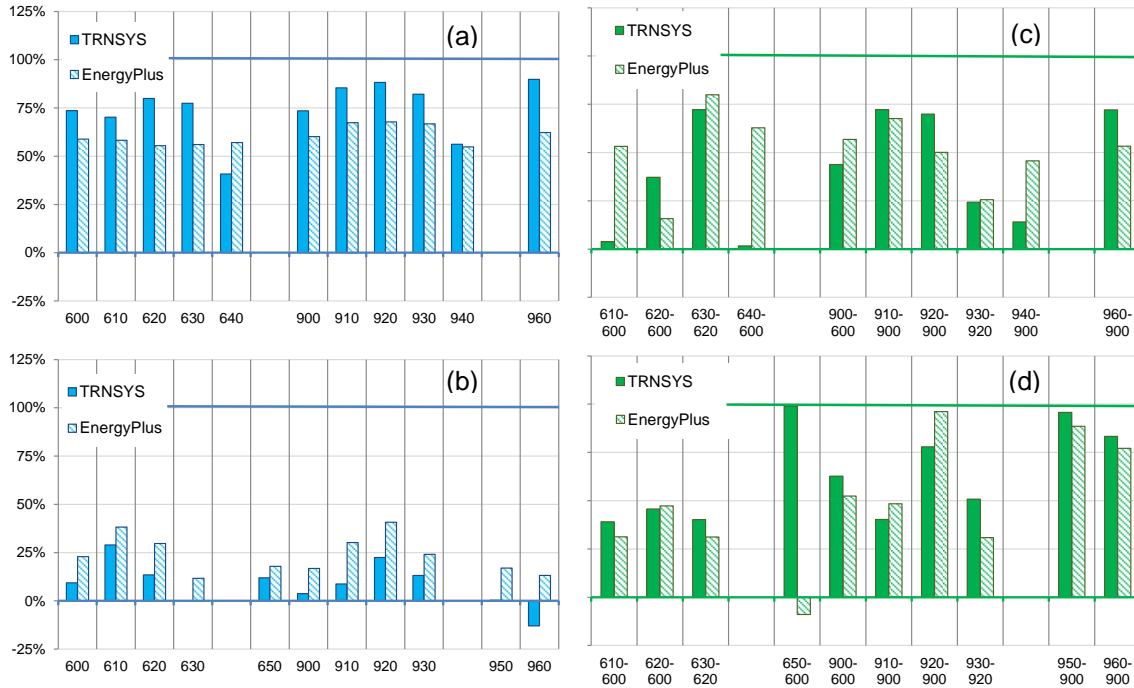 125%
100%
75%
50%
25%
0%
-25%
TRNSYS
EnergyPlus
(a)
600 610 620 630 640 900 910 920 930 940 960
TRNSYS
EnergyPlus
(c)
610- 620- 630- 640- 900- 910- 920- 930- 940- 960-
600 600 620 600 600 900 900 920 900 900
125%
100%
75%
50%
25%
0%
-25%
TRNSYS
EnergyPlus
(b)
600 610 620 630 650 900 910 920 930 950 960
TRNSYS
EnergyPlus
(d)
610- 620- 630- 650- 900- 910- 920- 930- 950- 960-
600 600 620 600 600 900 900 920 900 900